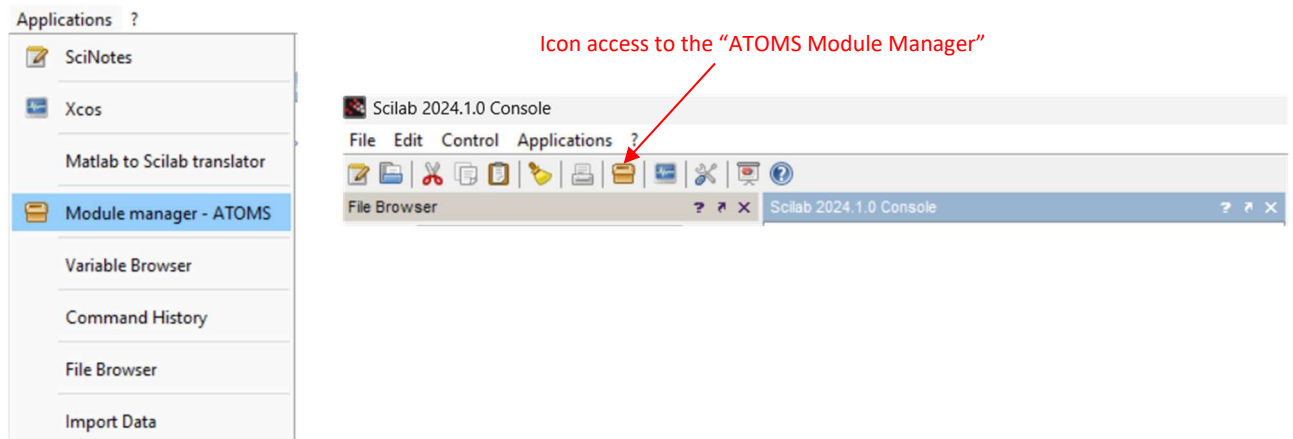 Applications ?
SciNotes
Xcos
Matlab to Scilab translator
Module manager - ATOMS
Variable Browser
Command History
File Browser
Import Data
Icon access to the “ATOMS Module Manager”
Scilab 2024.1.0 Console
File Edit Control Applications ?
File Browser ? ↗ X Scilab 2024.1.0 Console ? ↗ X